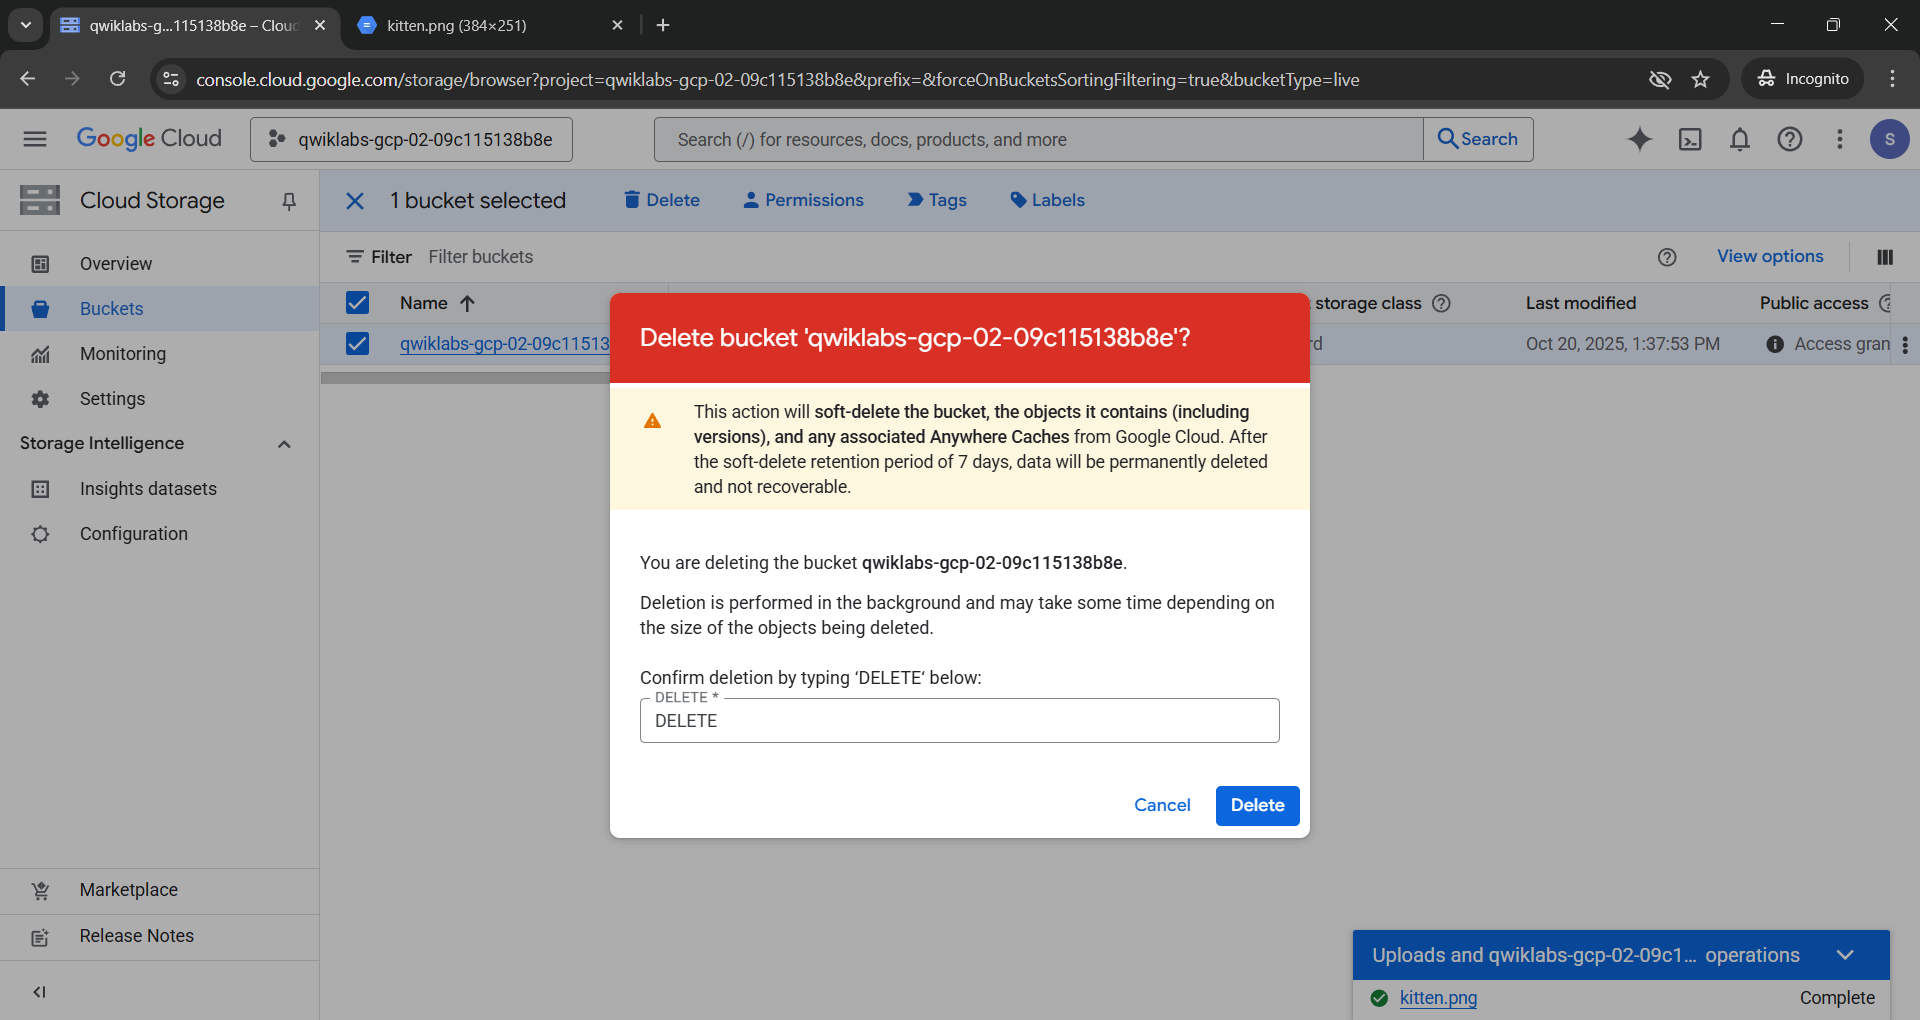 qwiklabs-g...115138b8e – Clou
kitten.png (384×251)
console.cloud.google.com/storage/browser?project=qwiklabs-gcp-02-09c115138b8e&prefix=&forceOnBucketsSortingFiltering=true&bucketType=live
Incognito
Google Cloud
qwiklabs-gcp-02-09c115138b8e
Search (/) for resources, docs, products, and more
Search
S
Cloud Storage
1 bucket selected
Delete
Permissions
Tags
Labels
Overview
Buckets
Monitoring
Settings
Storage Intelligence
Insights datasets
Configuration
Marketplace
Release Notes
Filter
Filter buckets
View options
Name
storage class
Last modified
Public access
qwiklabs-gcp-02-09c11513
rd
Oct 20, 2025, 1:37:53 PM
Access gran
Delete bucket 'qwiklabs-gcp-02-09c115138b8e'?
This action will soft-delete the bucket, the objects it contains (including
versions), and any associated Anywhere Caches from Google Cloud. After
the soft-delete retention period of 7 days, data will be permanently deleted
and not recoverable.
You are deleting the bucket qwiklabs-gcp-02-09c115138b8e.
Deletion is performed in the background and may take some time depending on
the size of the objects being deleted.
Confirm deletion by typing ‘DELETE‘ below:
DELETE *
DELETE
Cancel
Delete
Uploads and qwiklabs-gcp-02-09c1... operations
kitten.png
Complete